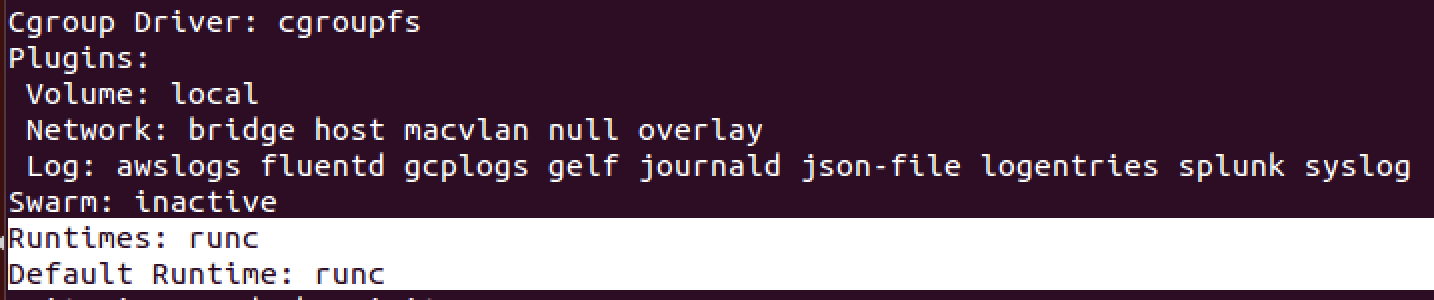 Cgroup Driver: cgroupfs
Plugins:
 Volume: local
 Network: bridge host macvlan null overlay
 Log: awslogs fluentd gcplogs gelf journald json-file logentries splunk syslog
Swarm: inactive
Runtimes: runc
Default Runtime: runc